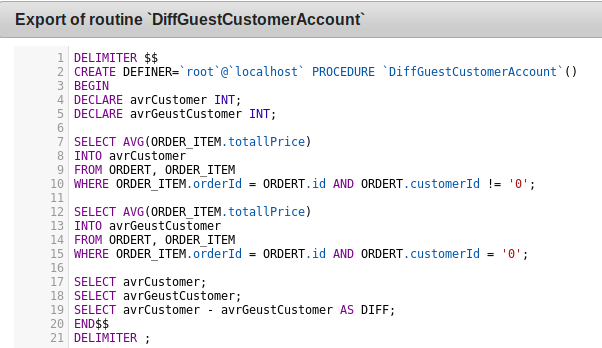 Export of routine `DiffGuestCustomerAccount`
1 DELIMITER $$
2 CREATE DEFINER=`root`@`localhost` PROCEDURE `DiffGuestCustomerAccount`()
3 BEGIN
4 DECLARE avrCustomer INT;
5 DECLARE avrGeustCustomer INT;
6
7 SELECT AVG(ORDER_ITEM.totallPrice)
8 INTO avrCustomer
9 FROM ORDERT, ORDER_ITEM
10 WHERE ORDER_ITEM.orderId = ORDERT.id AND ORDERT.customerId != '0';
11
12 SELECT AVG(ORDER_ITEM.totallPrice)
13 INTO avrGeustCustomer
14 FROM ORDERT, ORDER_ITEM
15 WHERE ORDER_ITEM.orderId = ORDERT.id AND ORDERT.customerId = '0';
16
17 SELECT avrCustomer;
18 SELECT avrGeustCustomer;
19 SELECT avrCustomer - avrGeustCustomer AS DIFF;
20 END$$
21 DELIMITER ;